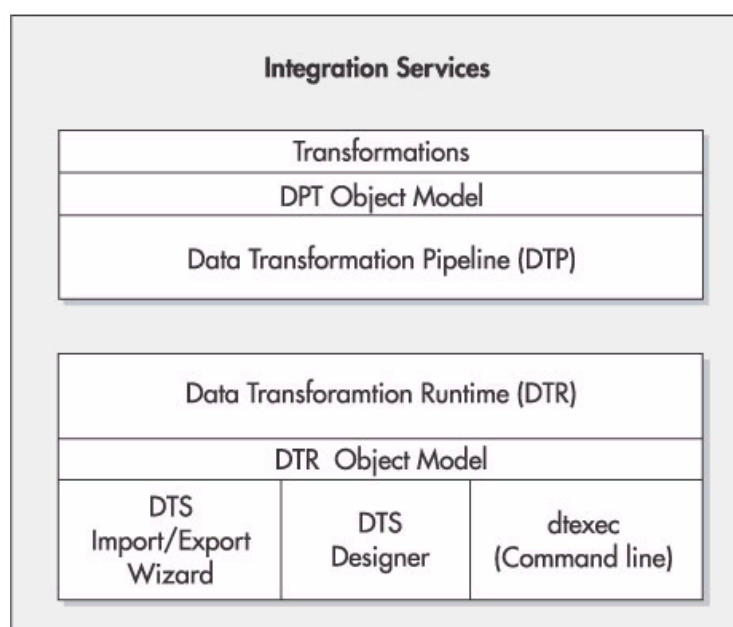 Integration Services
Transformations
DPT Object Model
Data Transformation Pipeline (DTP)
Data Transforamtion Runtime (DTR)
DTR Object Model
DTS
Import/Export
Wizard
DTS
Designer
dtexec
(Command line)